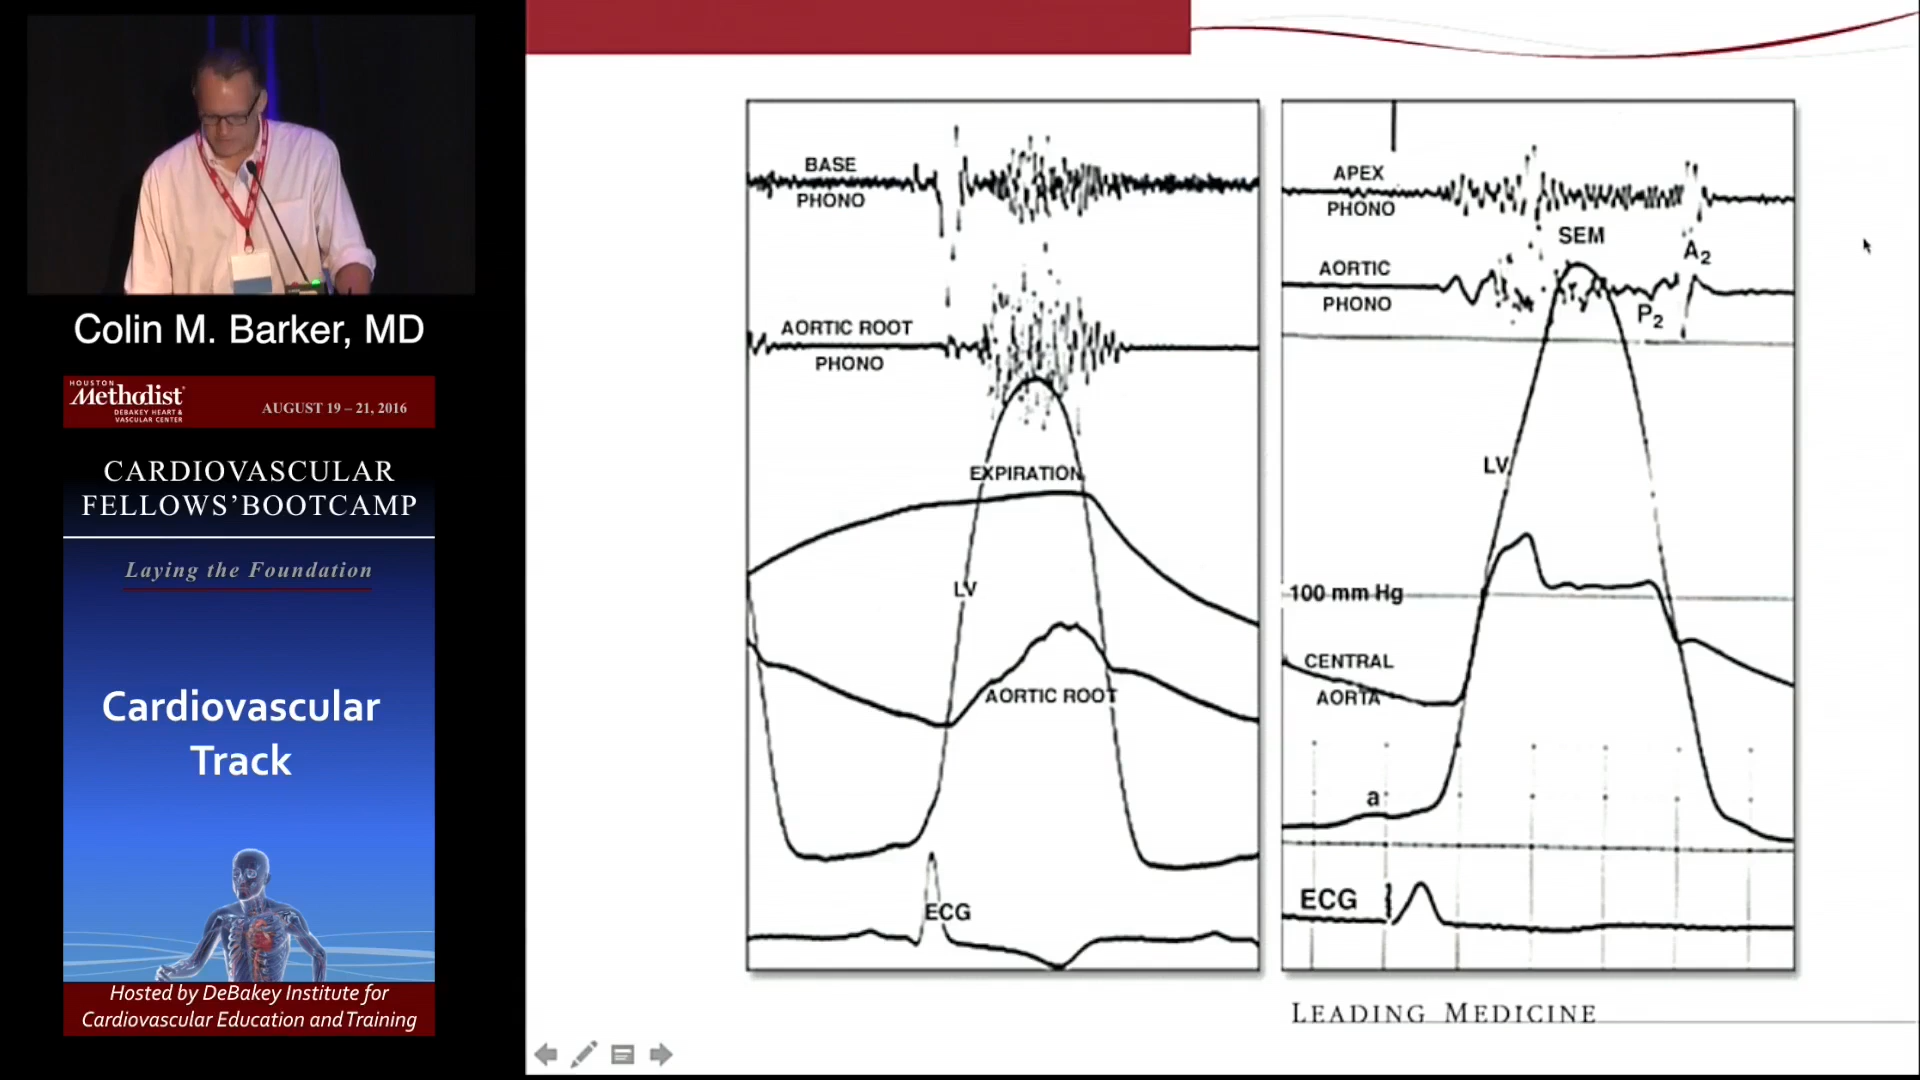 Colin M. Barker, MD
HOUSTON
Methodist
DEBAKEY HEART &
VASCULAR CENTER
AUGUST 19 – 21, 2016
CARDIOVASCULAR
FELLOWS’BOOTCAMP
Laying the Foundation
Cardiovascular
Track
Hosted by DeBakey Institute for
Cardiovascular Education and Training
BASE
PHONO
AORTIC ROOT
PHONO
EXPIRATION
LV
AORTIC ROOT
ECG
APEX
PHONO
SEM
A2
AORTIC
PHONO
P2
LV
100 mm Hg
CENTRAL
AORTA
a
ECG
LEADING MEDICINE